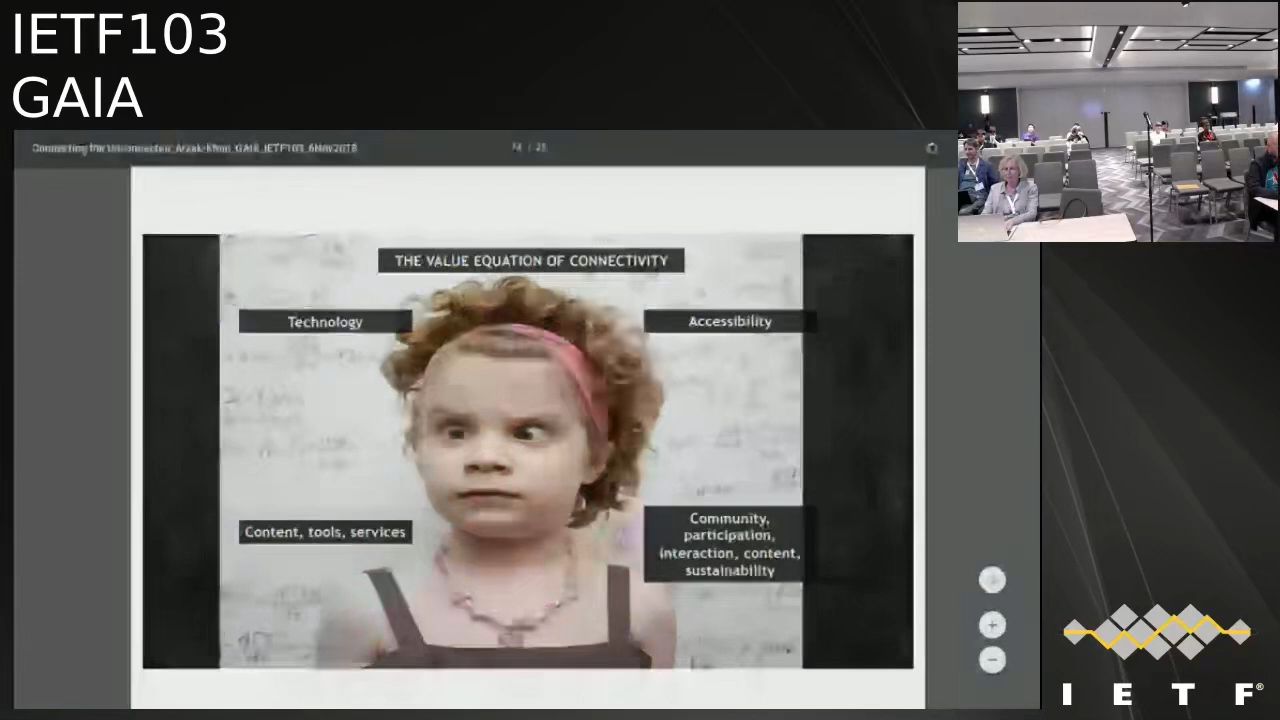 IETF103
GAIA
THE VALUE EQUATION OF CONNECTIVITY
Technology
Accessibility
Content, tools, services
Community,
participation,
interaction, content,
sustainability
I E T F®